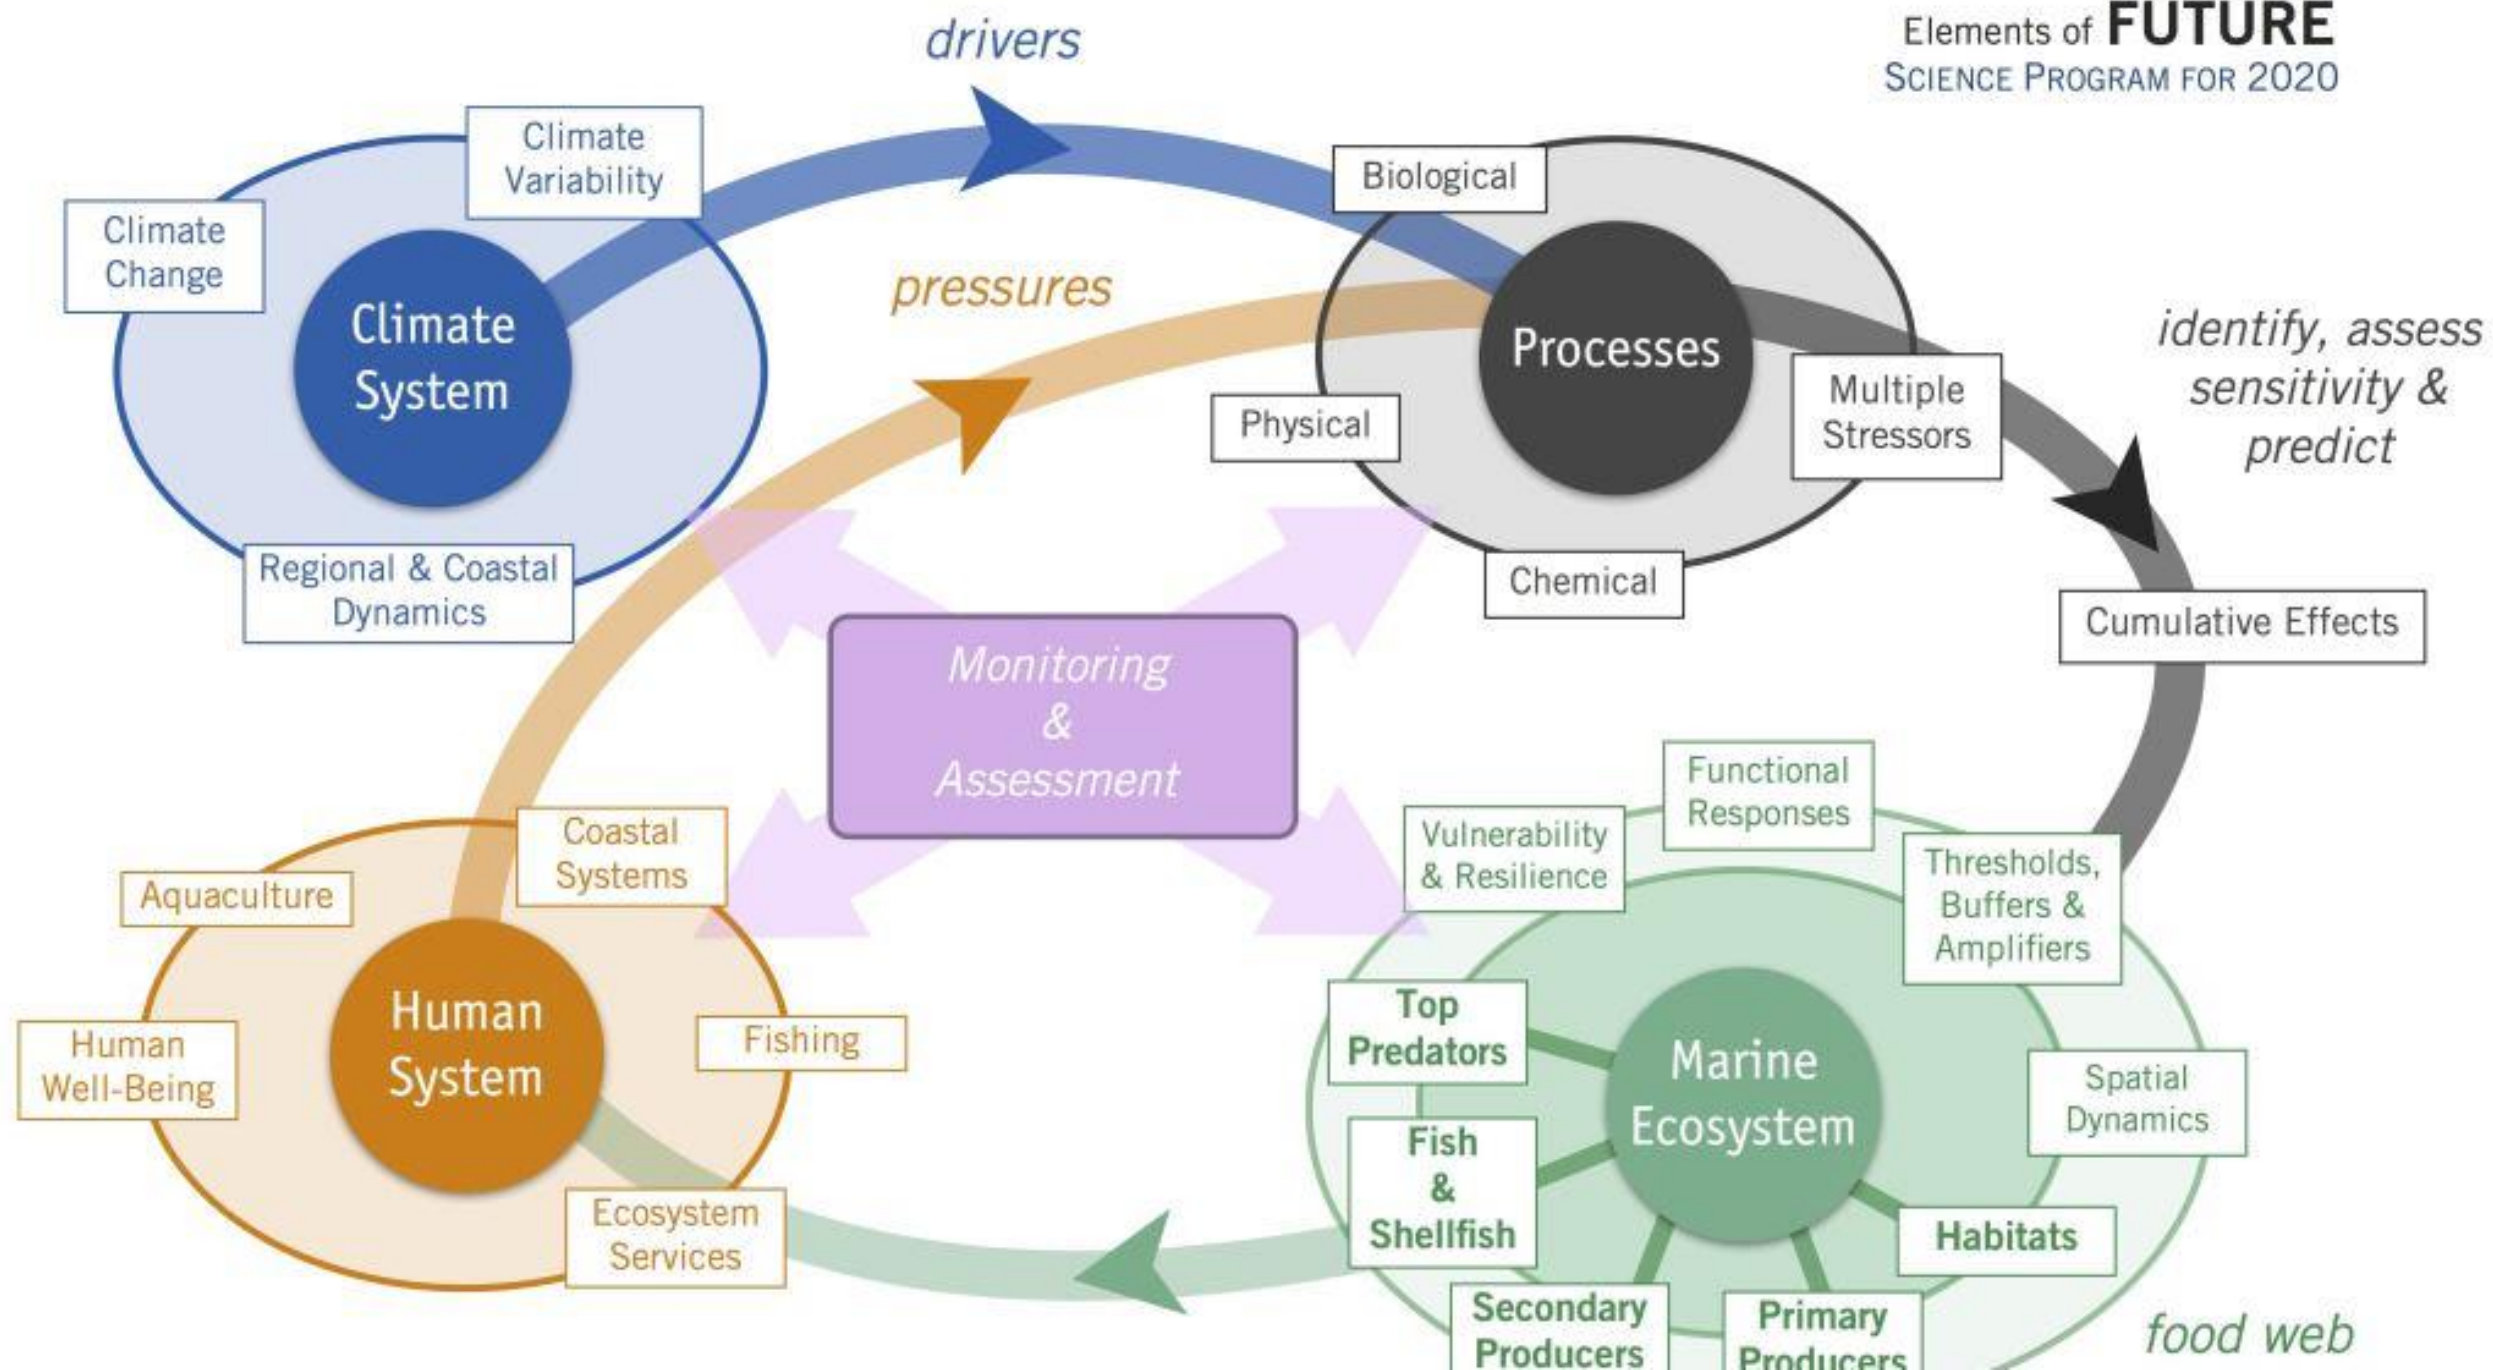 drivers
Elements of FUTURE
SCIENCE PROGRAM FOR 2020
Climate
Variability
Climate
Change
Climate
System
Regional & Coastal
Dynamics
pressures
Biological
Processes
Physical
Multiple
Stressors
Chemical
identify, assess
sensitivity &
predict
Cumulative Effects
Monitoring
&
Assessment
Coastal
Systems
Aquaculture
Human
System
Human
Well-Being
Fishing
Ecosystem
Services
Functional
Responses
Vulnerability
& Resilience
Thresholds,
Buffers &
Amplifiers
Top
Predators
Marine
Ecosystem
Spatial
Dynamics
Fish
&
Shellfish
Habitats
Secondary
Producers
Primary
Producers
food web